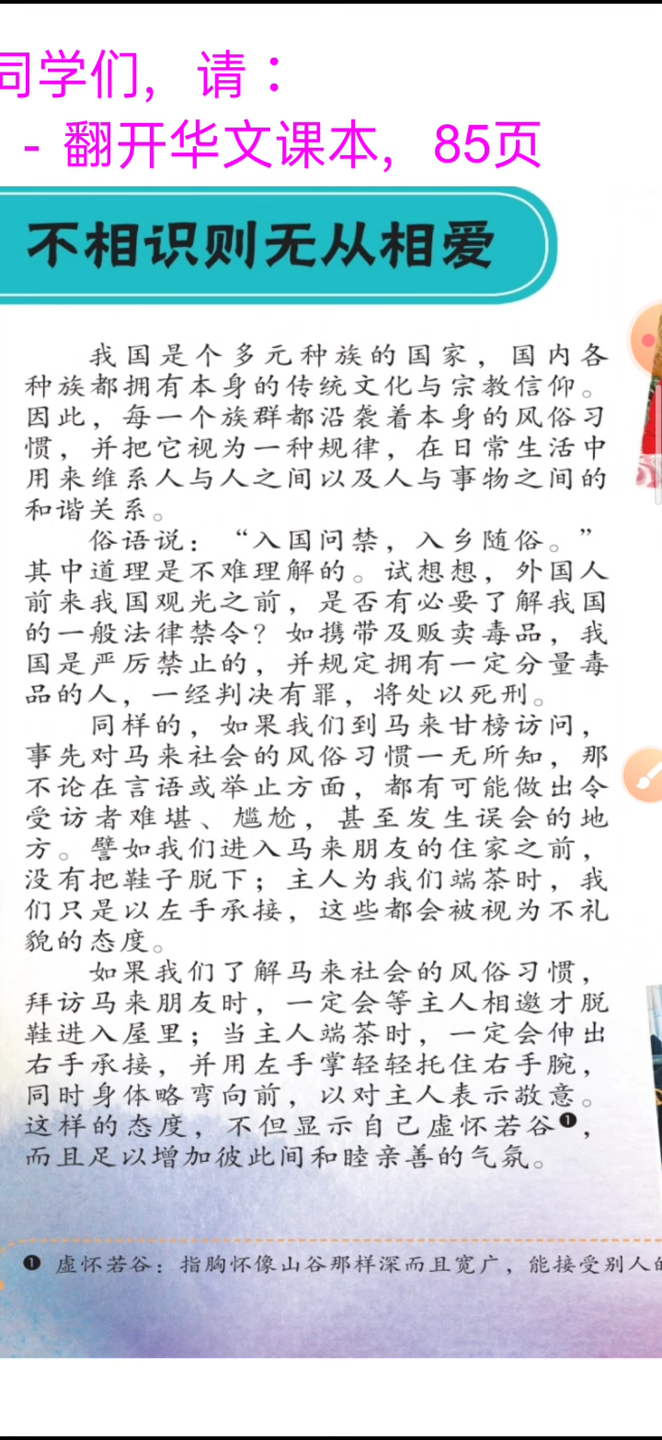 同学们，请：
- 翻开华文课本，85页
不相识则无从相爱
我国是个多元种族的国家，国内各
种族都拥有本身的传统文化与宗教信仰。
因此，每一个族群都沿袭着本身的风俗习
惯，并把它视为一种规律，在日常生活中
用来维系人与人之间以及人与事物之间的
和谐关系。
俗语说：“入国问禁，入乡随俗。”
其中道理是不难理解的。试想想，外国人
前来我国观光之前，是否有必要了解我国
的一般法律禁令？如携带及贩卖毒品，我
国是严厉禁止的，并规定拥有一定分量毒
品的人，一经判决有罪，将处以死刑。
同样的，如果我们到马来甘榜访问，
事先对马来社会的风俗习惯一无所知，那
不论在言语或举止方面，都有可能做出令
受访者难堪、尴尬，甚至发生误会的地
方。譬如我们进入马来朋友的住家之前，
没有把鞋子脱下；主人为我们端茶时，我
们只是以左手承接，这些都会被视为不礼
貌的态度。
如果我们了解马来社会的风俗习惯，
拜访马来朋友时，一定会等主人相邀才脱
鞋进入屋里；当主人端茶时，一定会伸出
右手承接，并用左手掌轻轻托住右手腕，
同时身体略弯向前，以对主人表示敬意。
这样的态度，不但显示自己虚怀若谷❶，
而且足以增加彼此间和睦亲善的气氛。
❶ 虚怀若谷：指胸怀像山谷那样深而且宽广，能接受别人的